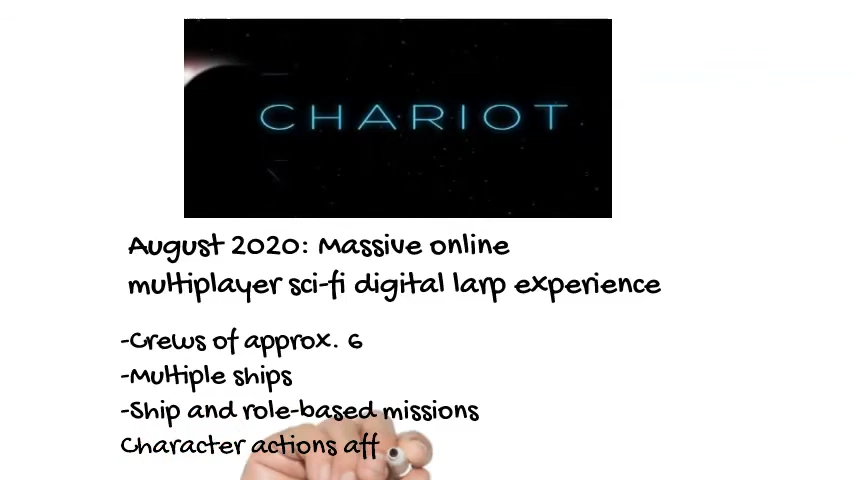 CHARIOT
August 2020: Massive online
multiplayer sci-fi digital larp experience
-Crews of approx. 6
-Multiple ships
-Ship and role-based missions
Character actions aff